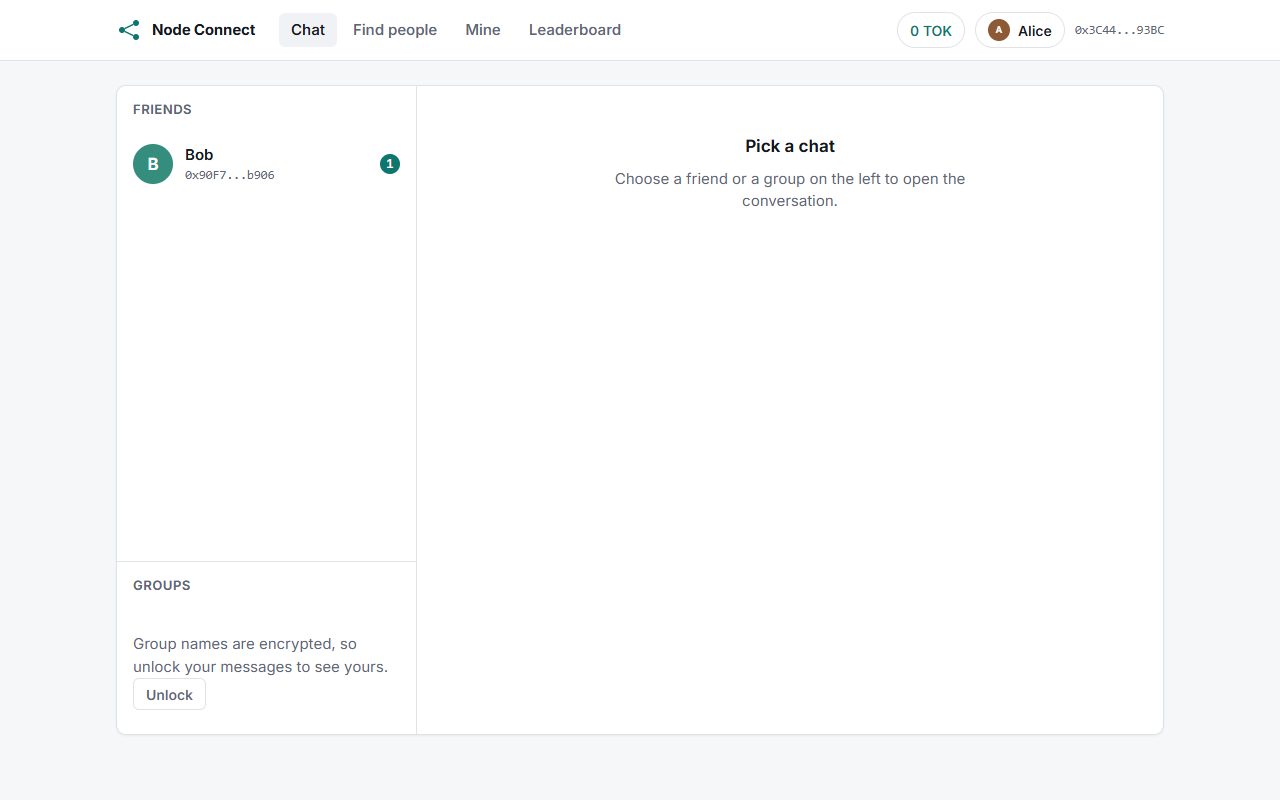 Node Connect
Chat
Find people
Mine
Leaderboard
0 TOK
A
Alice
0x3C44...93BC
FRIENDS
B
Bob
0x90F7...b906
1
Pick a chat
Choose a friend or a group on the left to open the
conversation.
GROUPS
Group names are encrypted, so
unlock your messages to see yours.
Unlock